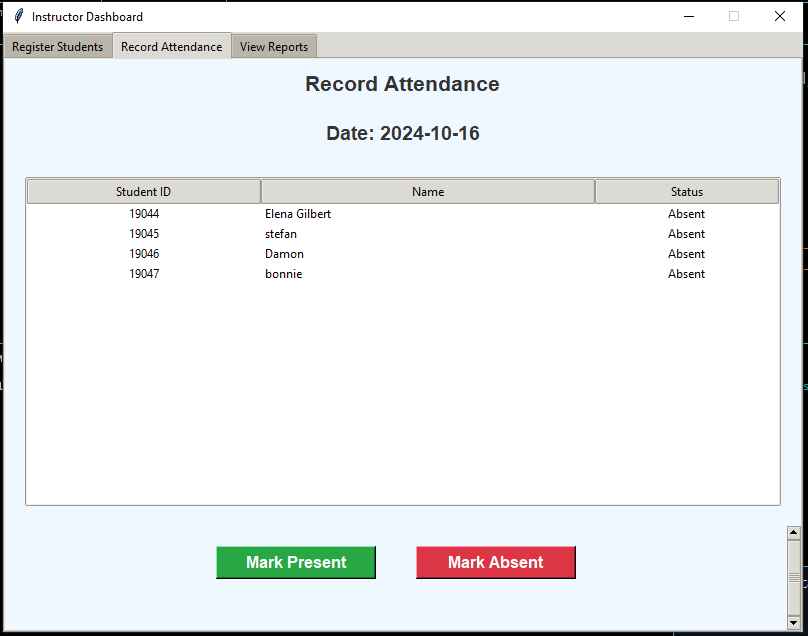 Instructor Dashboard
Register Students Record Attendance View Reports
Record Attendance
Date: 2024-10-16
Student ID Name Status
19044 Elena Gilbert Absent
19045 stefan Absent
19046 Damon Absent
19047 bonnie Absent
Mark Present Mark Absent